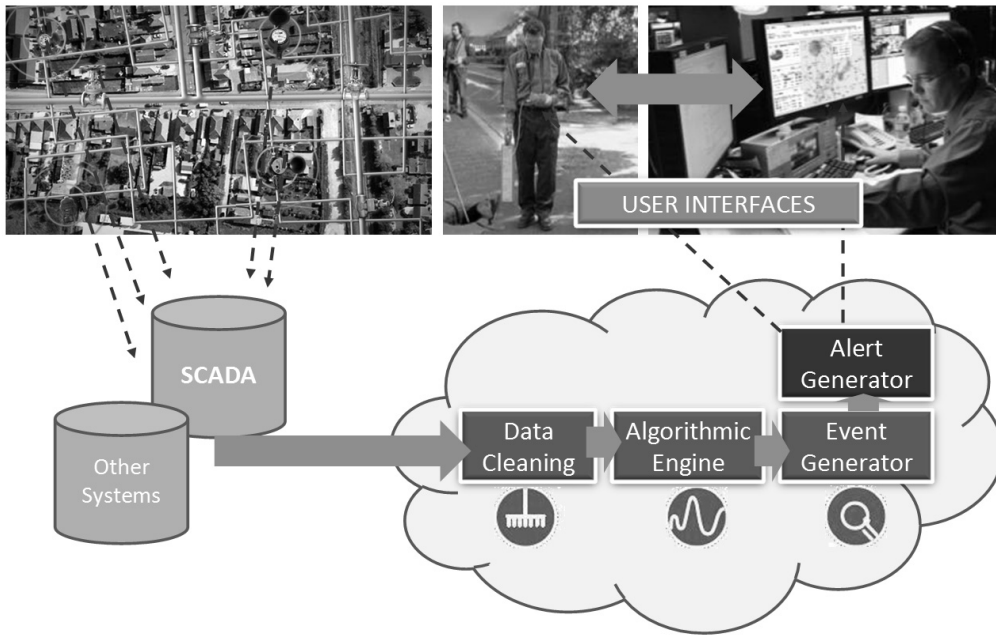 USER INTERFACES
SCADA
Other
Systems
Data
Cleaning
Algorithmic
Engine
Event
Generator
Alert
Generator